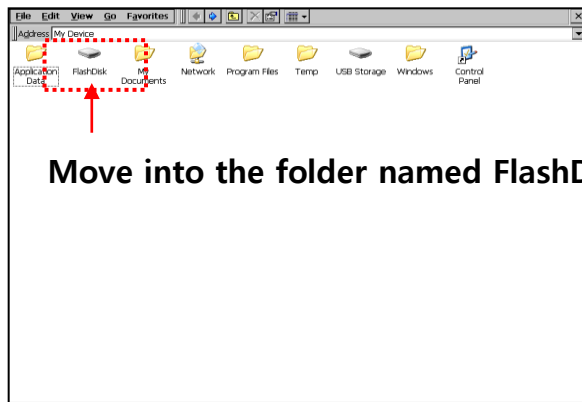 File Edit View Go Favorites
Address My Device
Application Data FlashDisk My Documents Network Program Files Temp USB Storage Windows Control Panel
Move into the folder named FlashD